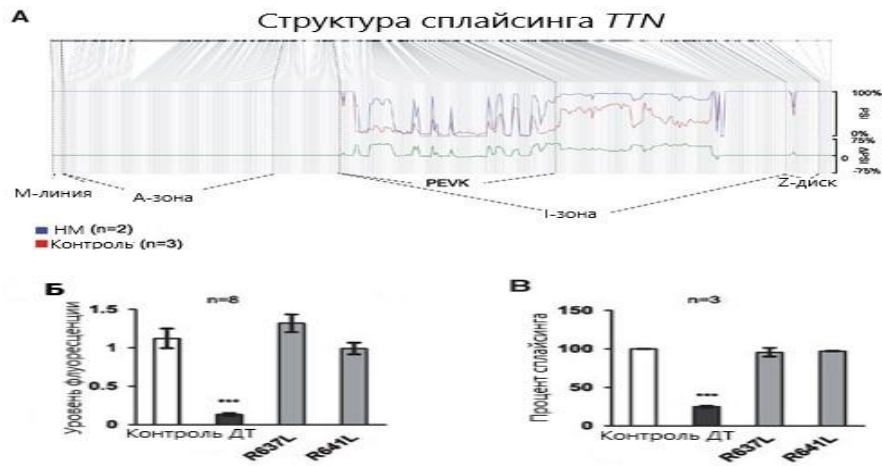 А
Структура сплайсинга TTN
100%
PSI
0%
75%
ΔPSI
0
-75%
М-линия
А-зона
PEVK
I-зона
Z-диск
НМ (n=2)
Контроль (n=3)
Б
n=8
Уровень флуоресценции
1.5
1
0.5
0
***
Контроль ДТ
R637L
R641L
В
n=3
Процент сплайсинга
150
100
50
0
***
Контроль ДТ
R637L
R641L